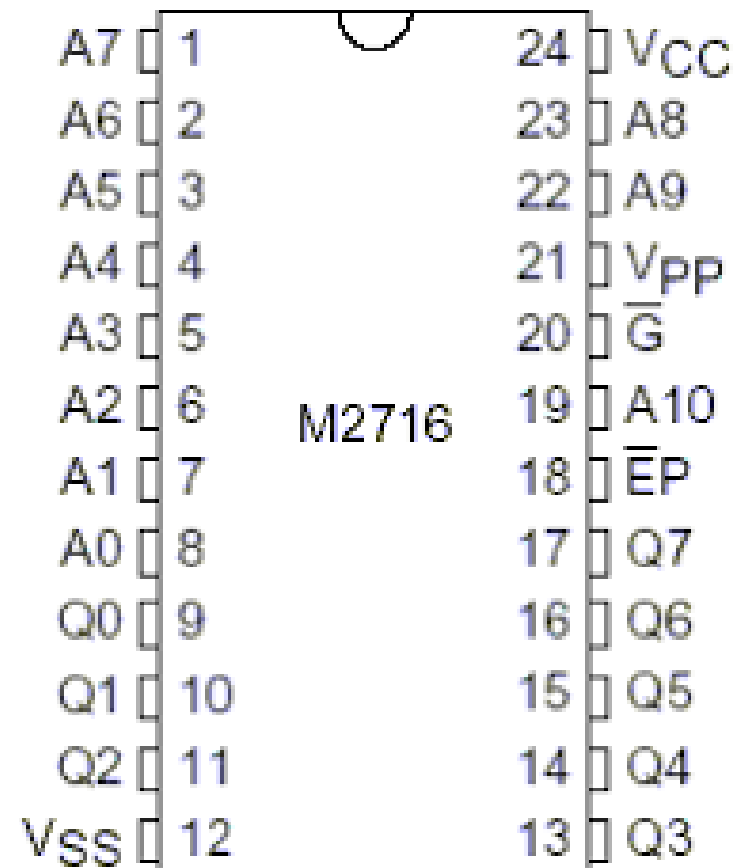 A7 1 24 VCC
A6 2 23 A8
A5 3 22 A9
A4 4 21 VPP
A3 5 20 G̅
A2 6 M2716 19 A10
A1 7 18 E̅P
A0 8 17 Q7
Q0 9 16 Q6
Q1 10 15 Q5
Q2 11 14 Q4
VSS 12 13 Q3